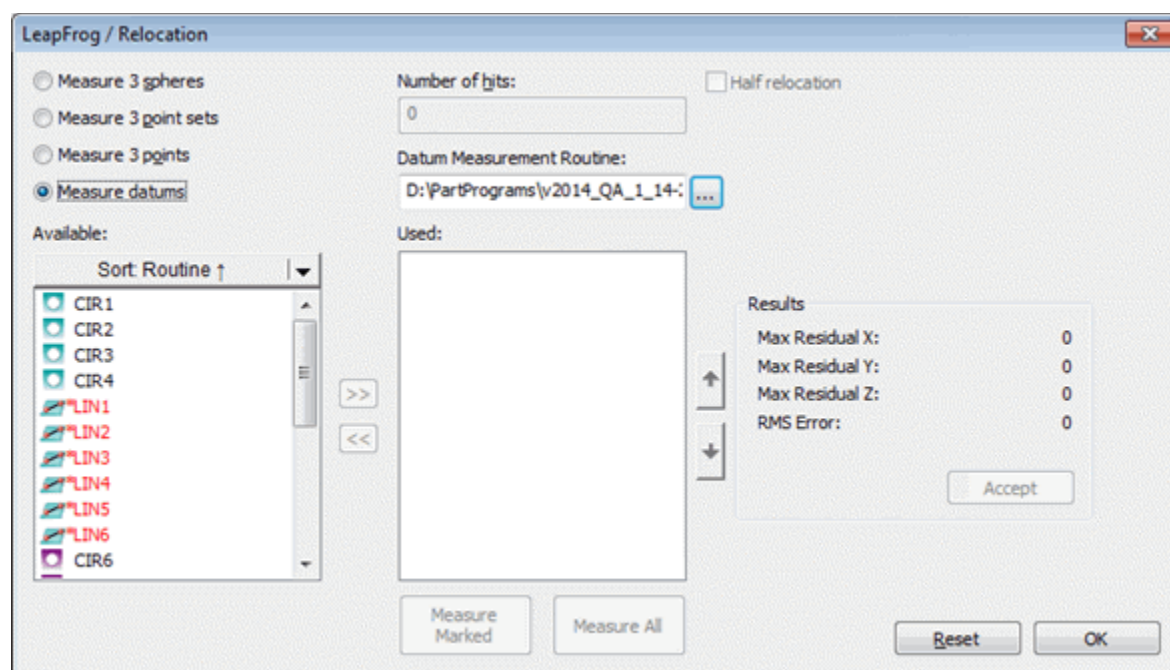 LeapFrog / Relocation
Measure 3 spheres
Measure 3 point sets
Measure 3 points
Measure datums
Number of hits:
0
Half relocation
Datum Measurement Routine:
D:\PartPrograms\v2014_QA_1_14-
...
Available:
Sort: Routine ↑
CIR1
CIR2
CIR3
CIR4
*LIN1
*LIN2
*LIN3
*LIN4
*LIN5
*LIN6
CIR6
>>
<<
Used:
Measure Marked
Measure All
Results
Max Residual X: 0
Max Residual Y: 0
Max Residual Z: 0
RMS Error: 0
Accept
Reset
OK